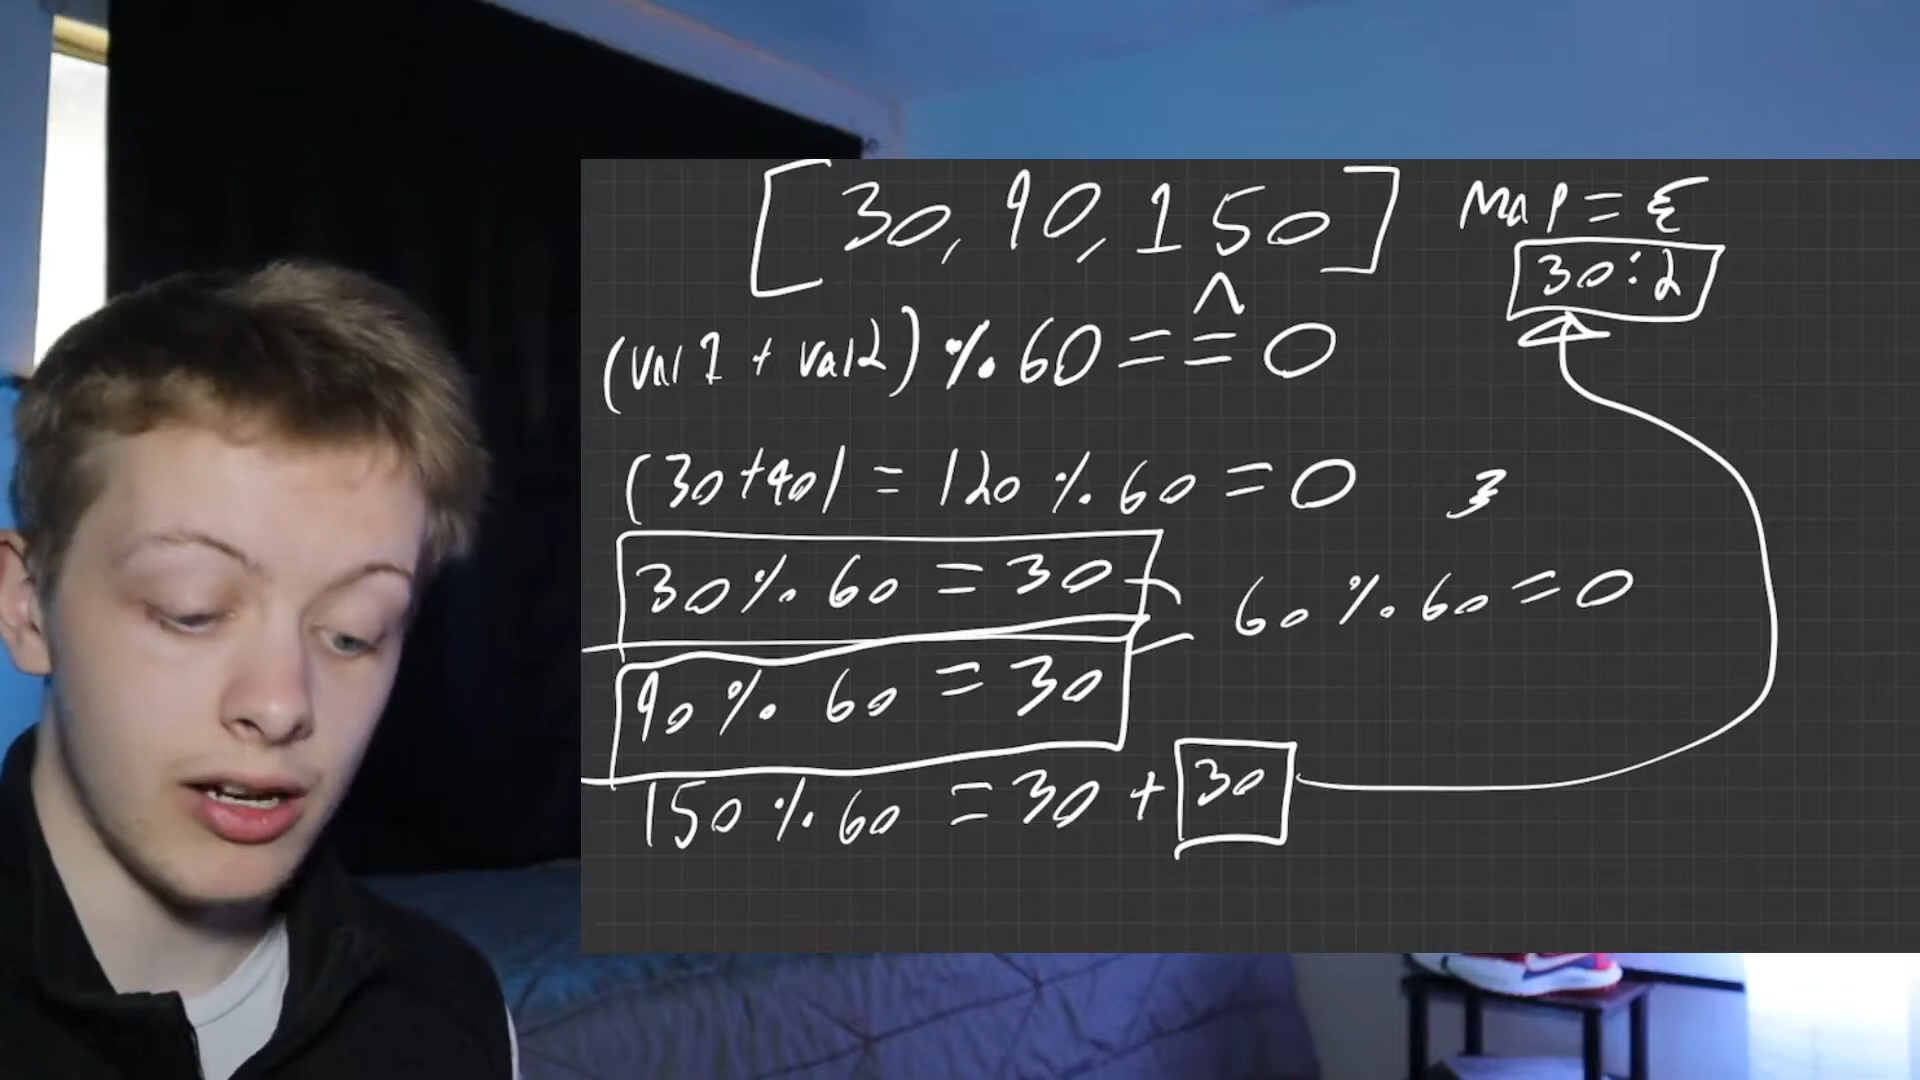 [30, 90, 150]
map = {
30:2
^
(val1 + val2) % 60 == 0
(30+90) = 120 % 60 = 0
}
30 % 60 = 30
60 % 60 = 0
90 % 60 = 30
150 % 60 = 30 + 30